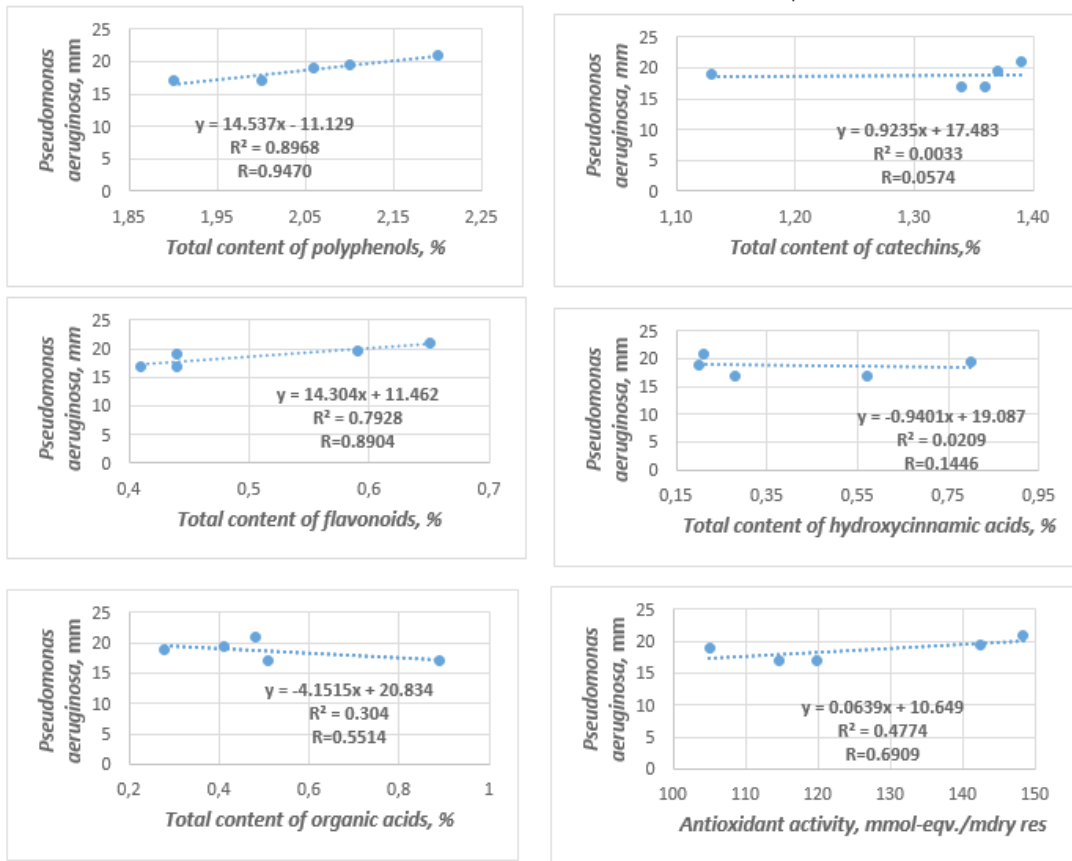 Pseudomonas
aeruginosa, mm
25
20
15
10
5
0
y = 14.537x - 11.129
R² = 0.8968
R=0.9470
1,85 1,95 2,05 2,15 2,25
Total content of polyphenols, %
Pseudomonas
aeruginosa, mm
25
20
15
10
5
0
y = 0.9235x + 17.483
R² = 0.0033
R=0.0574
1,10 1,20 1,30 1,40
Total content of catechins,%
Pseudomonas
aeruginosa, mm
25
20
15
10
5
0
y = 14.304x + 11.462
R² = 0.7928
R=0.8904
0,4 0,5 0,6 0,7
Total content of flavonoids, %
Pseudomonas
aeruginosa, mm
25
20
15
10
5
0
y = -0.9401x + 19.087
R² = 0.0209
R=0.1446
0,15 0,35 0,55 0,75 0,95
Total content of hydroxycinnamic acids, %
Pseudomonas
aeruginosa, mm
25
20
15
10
5
0
y = -4.1515x + 20.834
R² = 0.304
R=0.5514
0,2 0,4 0,6 0,8 1
Total content of organic acids, %
Pseudomonas
aeruginosa, mm
25
20
15
10
5
0
y = 0.0639x + 10.649
R² = 0.4774
R=0.6909
100 110 120 130 140 150
Antioxidant activity, mmol-eqv./mdry res